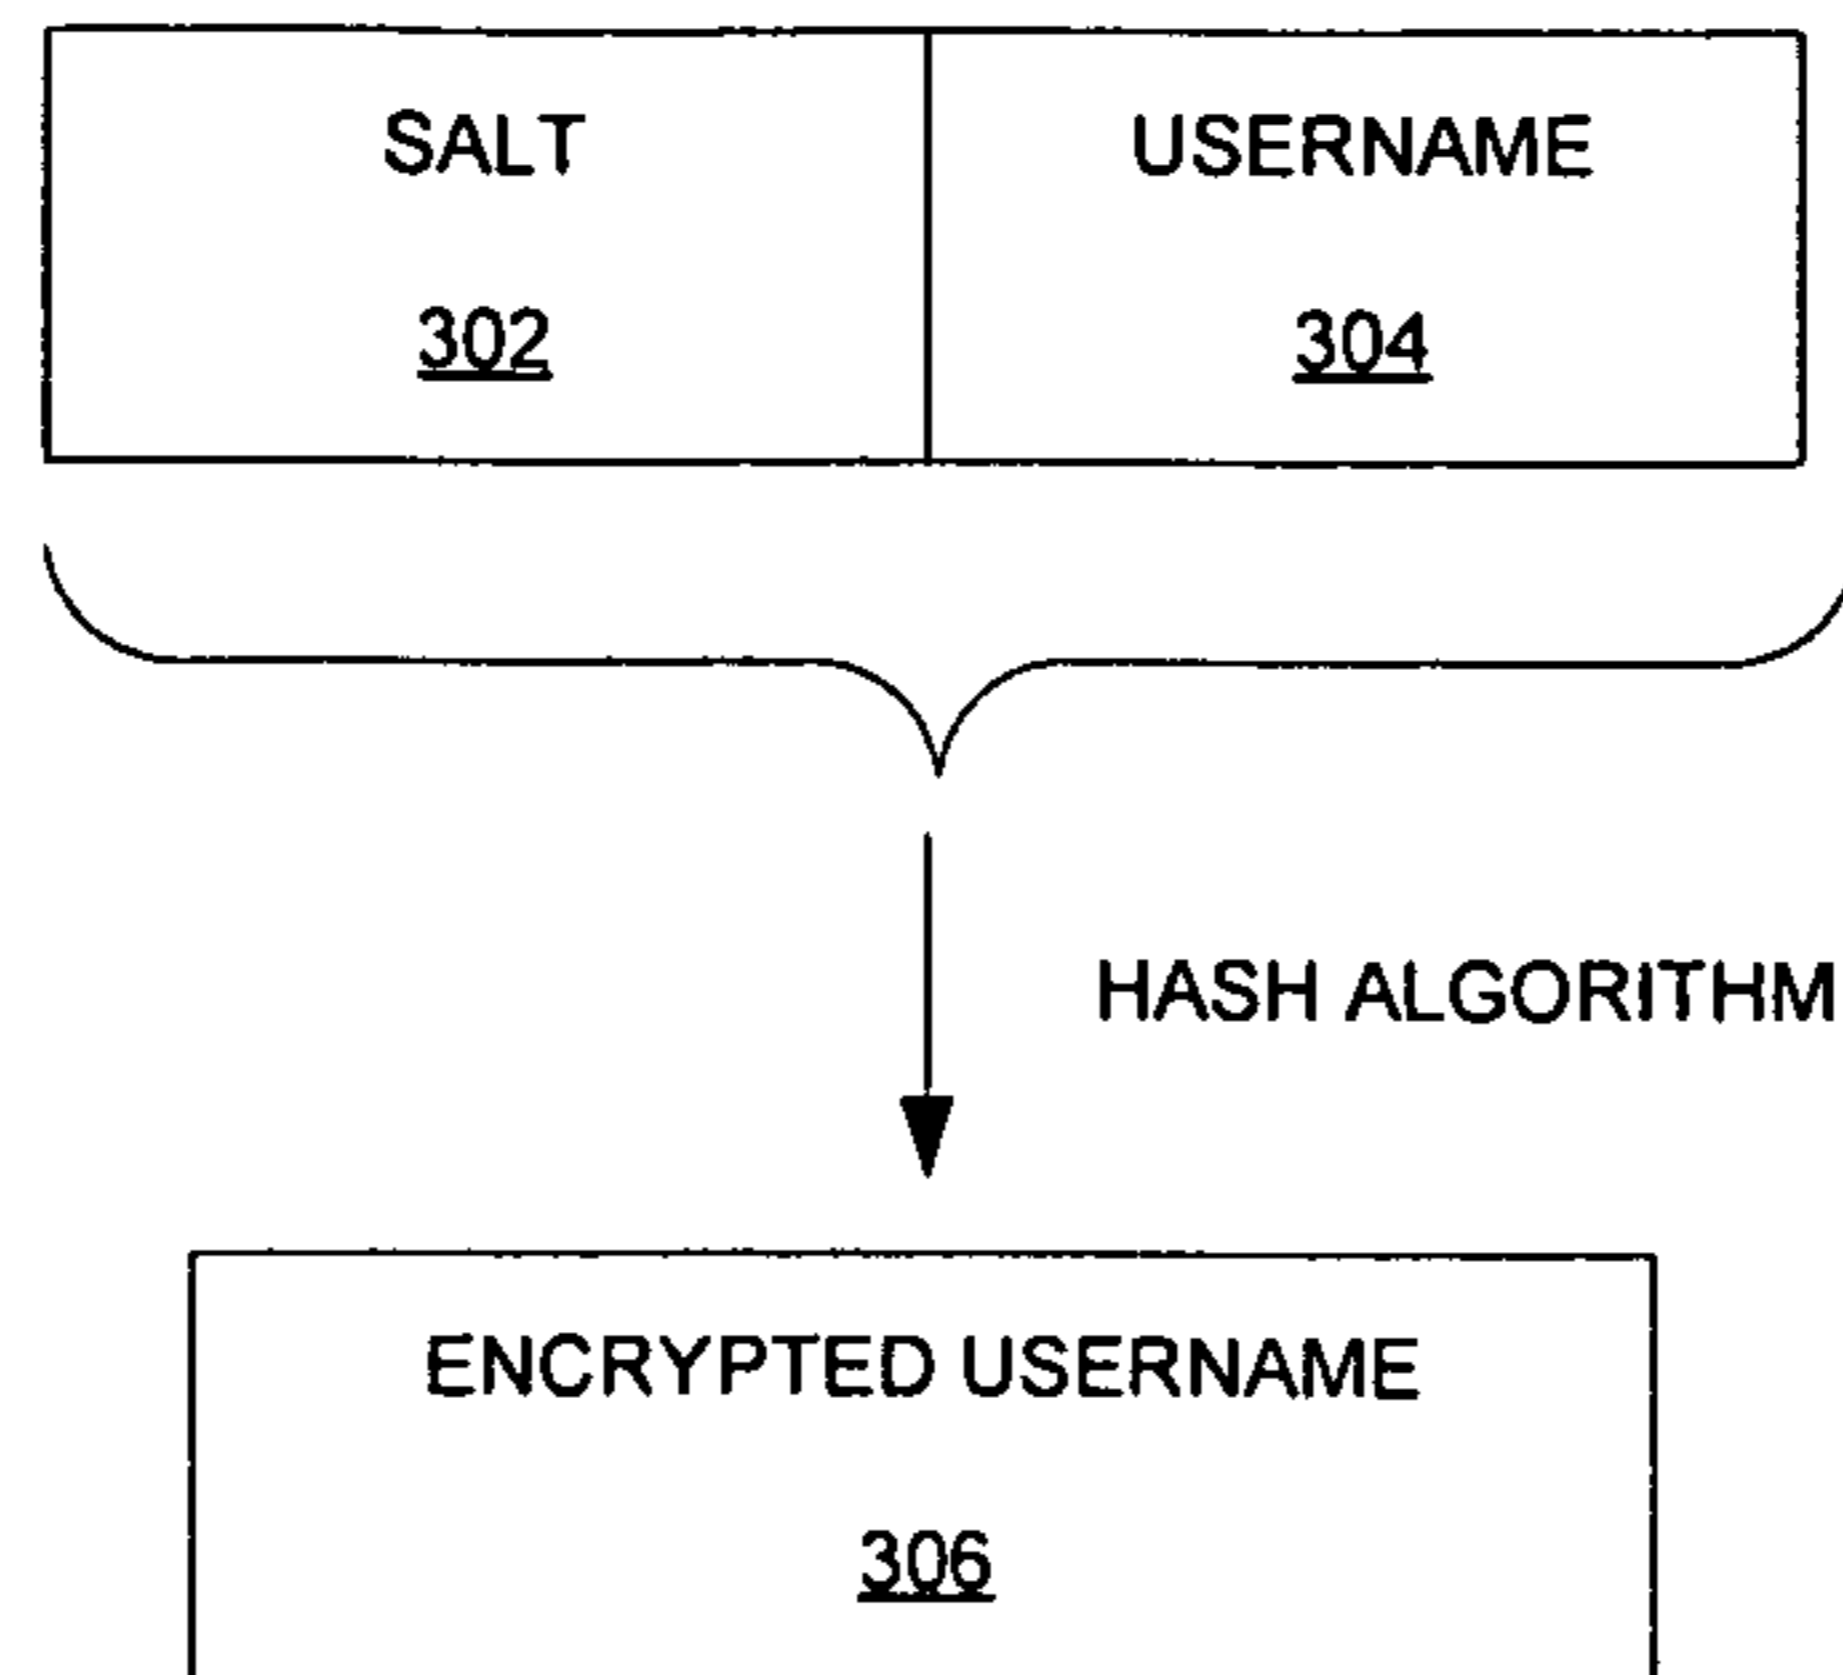 SALT USERNAME
302 304
HASH ALGORITHM
ENCRYPTED USERNAME
306